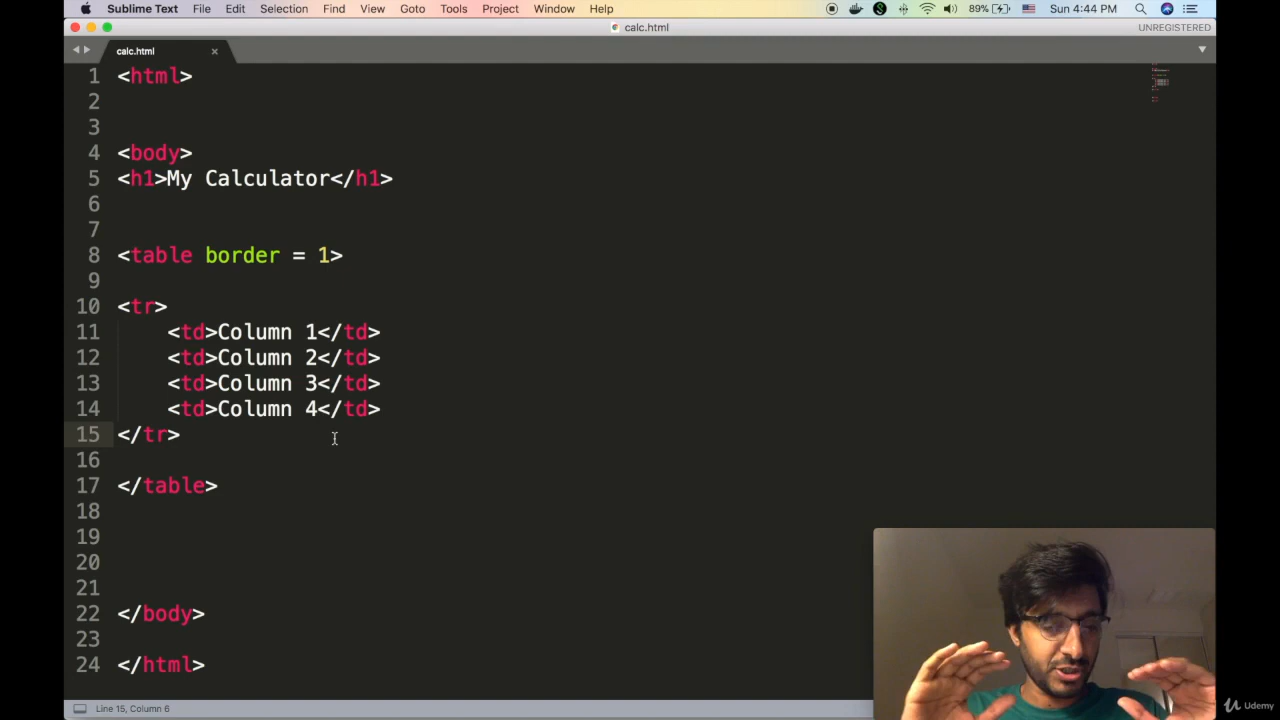 Sublime Text File Edit Selection Find View Goto Tools Project Window Help 89% Sun 4:44 PM
calc.html UNREGISTERED
calc.html
1 <html>
2
3
4 <body>
5 <h1>My Calculator</h1>
6
7
8 <table border = 1>
9
10 <tr>
11 <td>Column 1</td>
12 <td>Column 2</td>
13 <td>Column 3</td>
14 <td>Column 4</td>
15 </tr>
16
17 </table>
18
19
20
21
22 </body>
23
24 </html>
Line 15, Column 6
Udemy